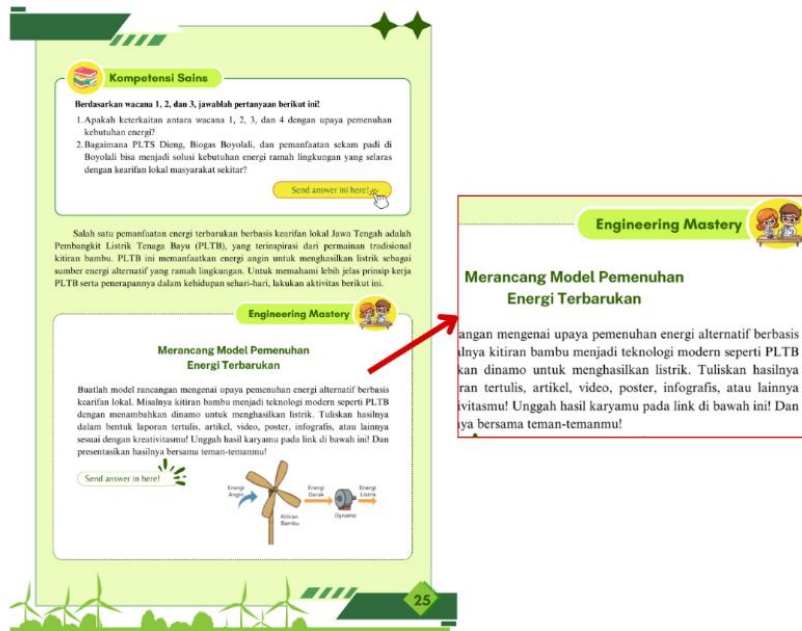 Kompetensi Sains
Berdasarkan wacana 1, 2, dan 3, jawablah pertanyaan berikut ini!
1. Apakah keterkaitan antara wacana 1, 2, 3, dan 4 dengan upaya pemenuhan
kebutuhan energi?
2. Bagaimana PLTS Dieng, Biogas Boyolali, dan pemanfaatan sekam padi di
Boyolali bisa menjadi solusi kebutuhan energi ramah lingkungan yang selaras
dengan kearifan lokal masyarakat sekitar?
Send answer ini here!
Salah satu pemanfaatan energi terbarukan berbasis kearifan lokal Jawa Tengah adalah
Pembangkit Listrik Tenaga Bayu (PLTB), yang terinspirasi dari permainan tradisional
kitiran bambu. PLTB ini memanfaatkan energi angin untuk menghasilkan listrik sebagai
sumber energi alternatif yang ramah lingkungan. Untuk memahami lebih jelas prinsip kerja
PLTB serta penerapannya dalam kehidupan sehari-hari, lakukan aktivitas berikut ini.
Engineering Mastery
Merancang Model Pemenuhan
Energi Terbarukan
Buatlah model rancangan mengenai upaya pemenuhan energi alternatif berbasis
kearifan lokal. Misalnya kitiran bambu menjadi teknologi modern seperti PLTB
dengan menambahkan dinamo untuk menghasilkan listrik. Tuliskan hasilnya
dalam bentuk laporan tertulis, artikel, video, poster, infografis, atau lainnya
sesuai dengan kreativitasmu! Unggah hasil karyamu pada link di bawah ini! Dan
presentasikan hasilnya bersama teman-temanmu!
Send answer in here!
Energi
Angin
Kitiran
Bambu
Energi
Gerak
Dynamo
Energi
Listrik
25
Engineering Mastery
Merancang Model Pemenuhan
Energi Terbarukan
angan mengenai upaya pemenuhan energi alternatif berbasis
alnya kitiran bambu menjadi teknologi modern seperti PLTB
kan dinamo untuk menghasilkan listrik. Tuliskan hasilnya
ran tertulis, artikel, video, poster, infografis, atau lainnya
ivitasmu! Unggah hasil karyamu pada link di bawah ini! Dan
ya bersama teman-temanmu!